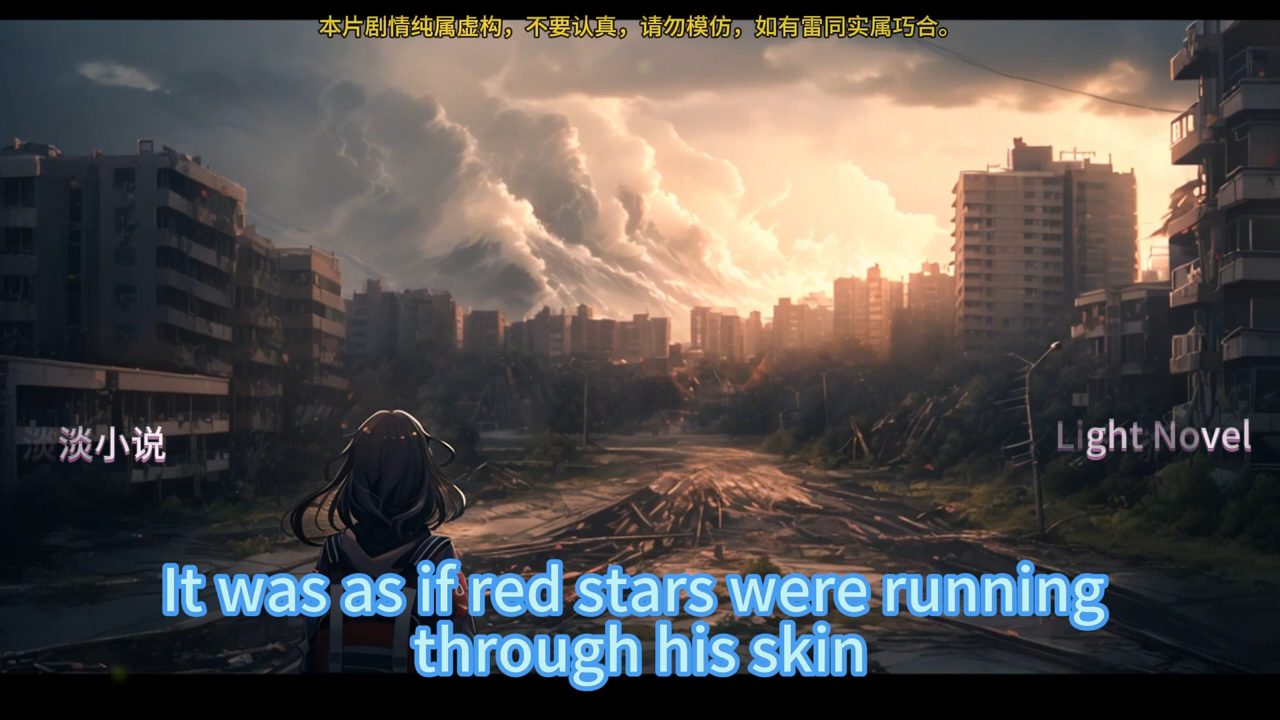 本片剧情纯属虚构，不要认真，请勿模仿，如有雷同实属巧合。
淡淡小说
Light Novel
It was as if red stars were running
through his skin